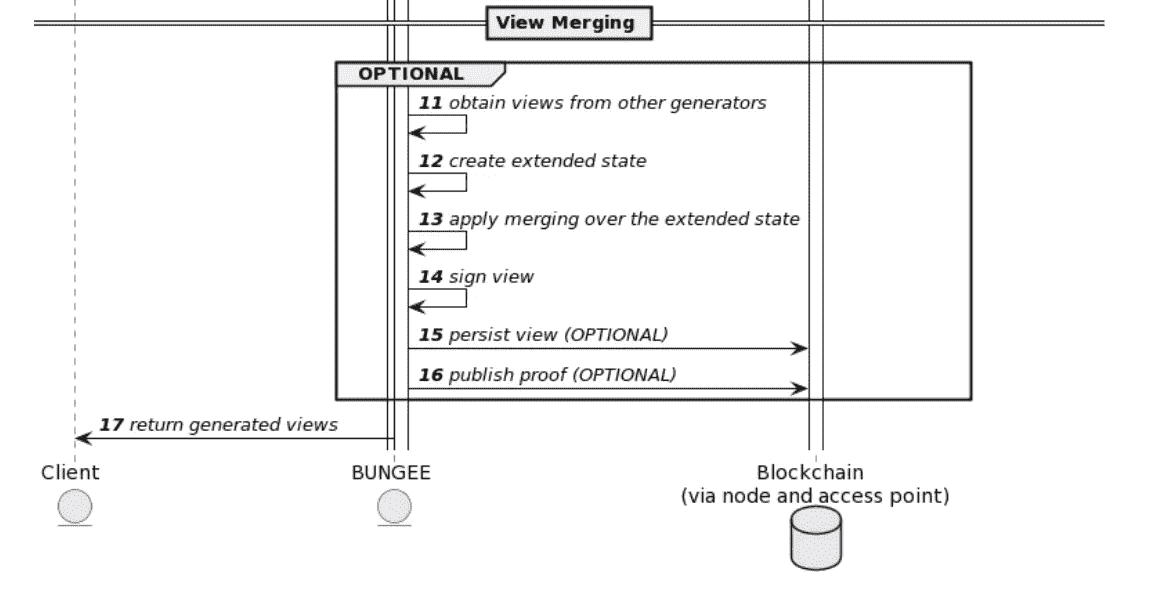 View Merging
OPTIONAL
11 obtain views from other generators
12 create extended state
13 apply merging over the extended state
14 sign view
15 persist view (OPTIONAL)
16 publish proof (OPTIONAL)
17 return generated views
Client
BUNGEE
Blockchain
(via node and access point)